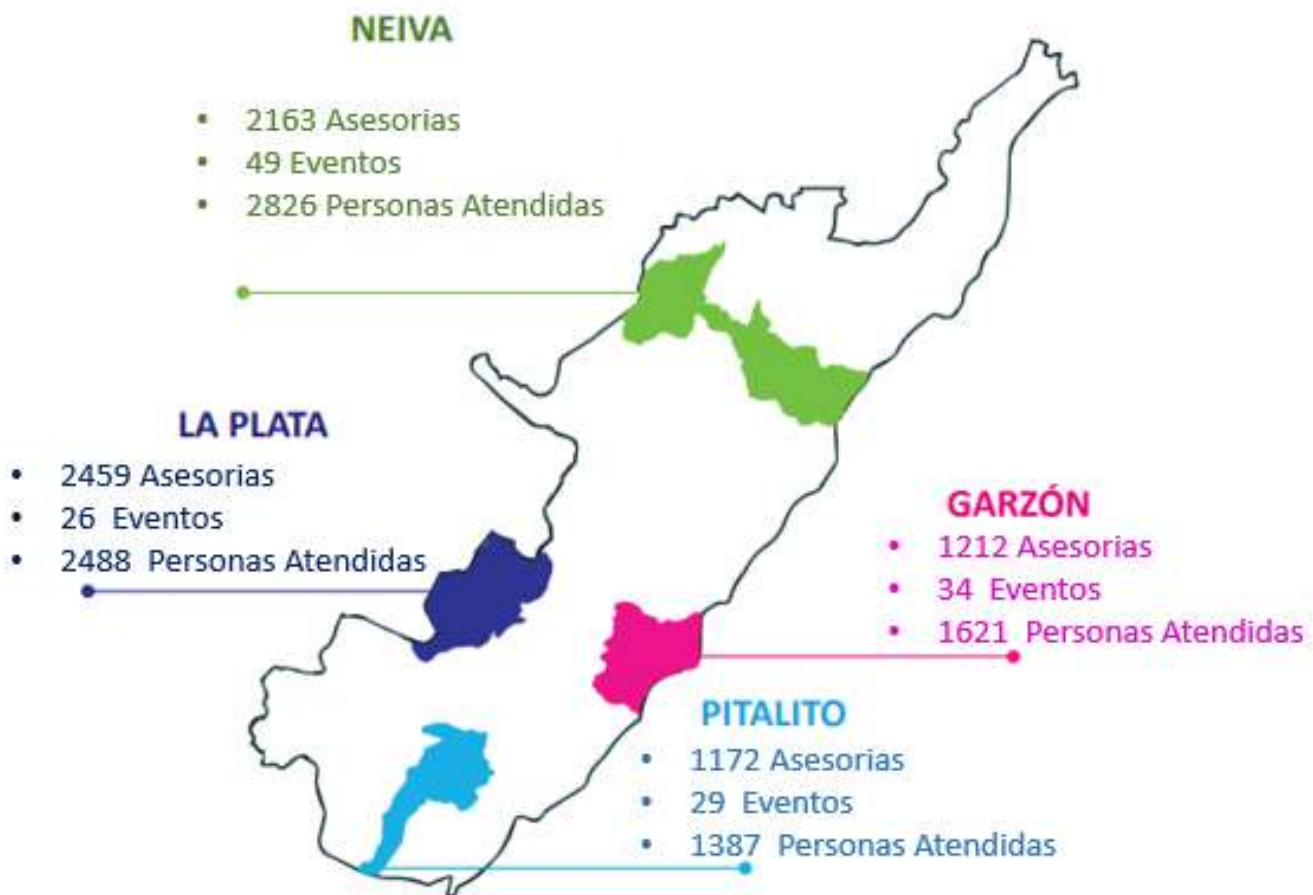 NEIVA
• 2163 Asesorias
• 49 Eventos
• 2826 Personas Atendidas
LA PLATA
• 2459 Asesorias
• 26 Eventos
• 2488 Personas Atendidas
GARZÓN
• 1212 Asesorias
• 34 Eventos
• 1621 Personas Atendidas
PITALITO
• 1172 Asesorias
• 29 Eventos
• 1387 Personas Atendidas